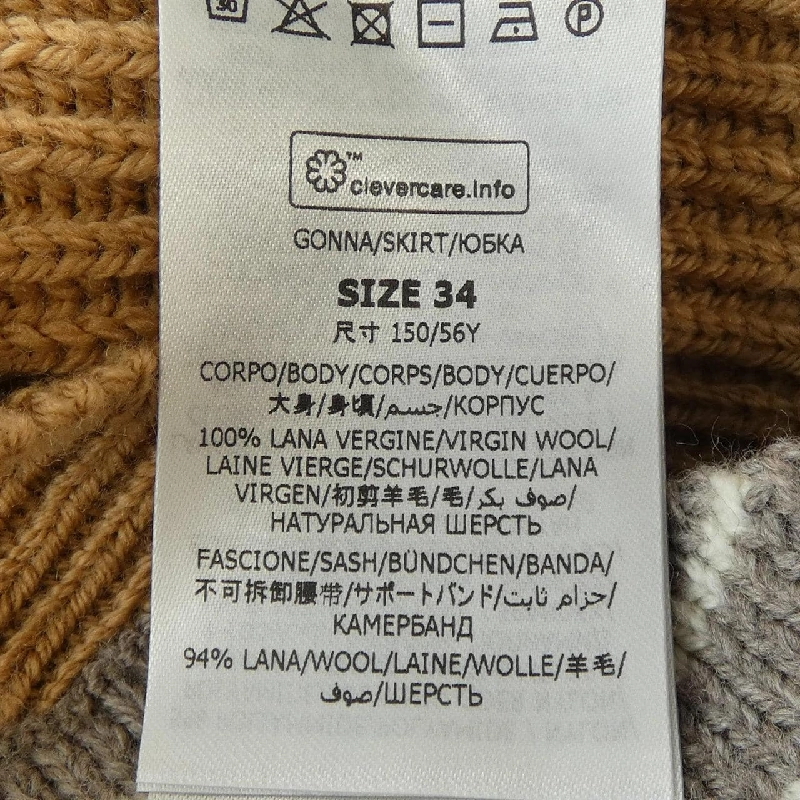 30
P
™
clevercare.info
GONNA/SKIRT/ЮБКА
SIZE 34
尺寸 150/56Y
CORPO/BODY/CORPS/BODY/CUERPO/
大身/身頃/جسم/КОРПУС
100% LANA VERGINE/VIRGIN WOOL/
LAINE VIERGE/SCHURWOLLE/LANA
VIRGEN/初剪羊毛/毛/صوف بكر/
НАТУРАЛЬНАЯ ШЕРСТЬ
FASCIONE/SASH/BÜNDCHEN/BANDA/
不可拆卸腰带/サポートバンド/حزام ثابت/
КАМЕРБАНД
94% LANA/WOOL/LAINE/WOLLE/羊毛/
صوف/ШЕРСТЬ